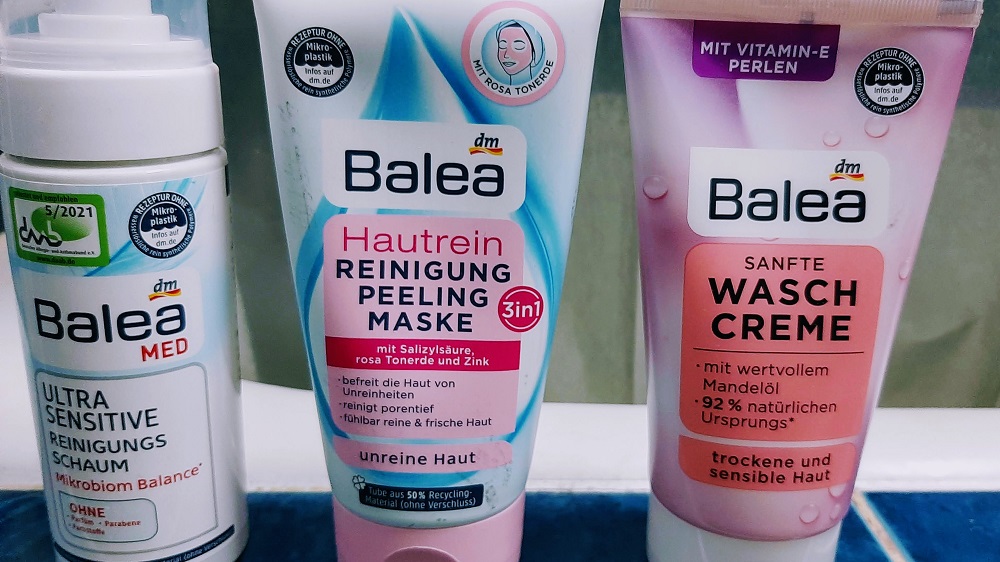 5/2021
REZEPTUR OHNE
Mikro-
plastik
Infos auf
dm.de
dm
Balea
MED
ULTRA
SENSITIVE
REINIGUNGS
SCHAUM
Mikrobiom Balance*
OHNE
• Parfüm • Parabene
• Farbstoffe
REZEPTUR OHNE
Mikro-
plastik
Infos auf
dm.de
MIT ROSA TONERDE
dm
Balea
Hautrein
REINIGUNG
PEELING
MASKE
3in1
mit Salizylsäure,
rosa Tonerde und Zink
• befreit die Haut von
Unreinheiten
• reinigt porentief
• fühlbar reine & frische Haut
unreine Haut
Tube aus 50% Recycling-
Material (ohne Verschluss)
MIT VITAMIN-E
PERLEN
REZEPTUR OHNE
Mikro-
plastik
Infos auf
dm.de
dm
Balea
SANFTE
WASCH
CREME
• mit wertvollem
Mandelöl
• 92 % natürlichen
Ursprungs*
trockene und
sensible Haut